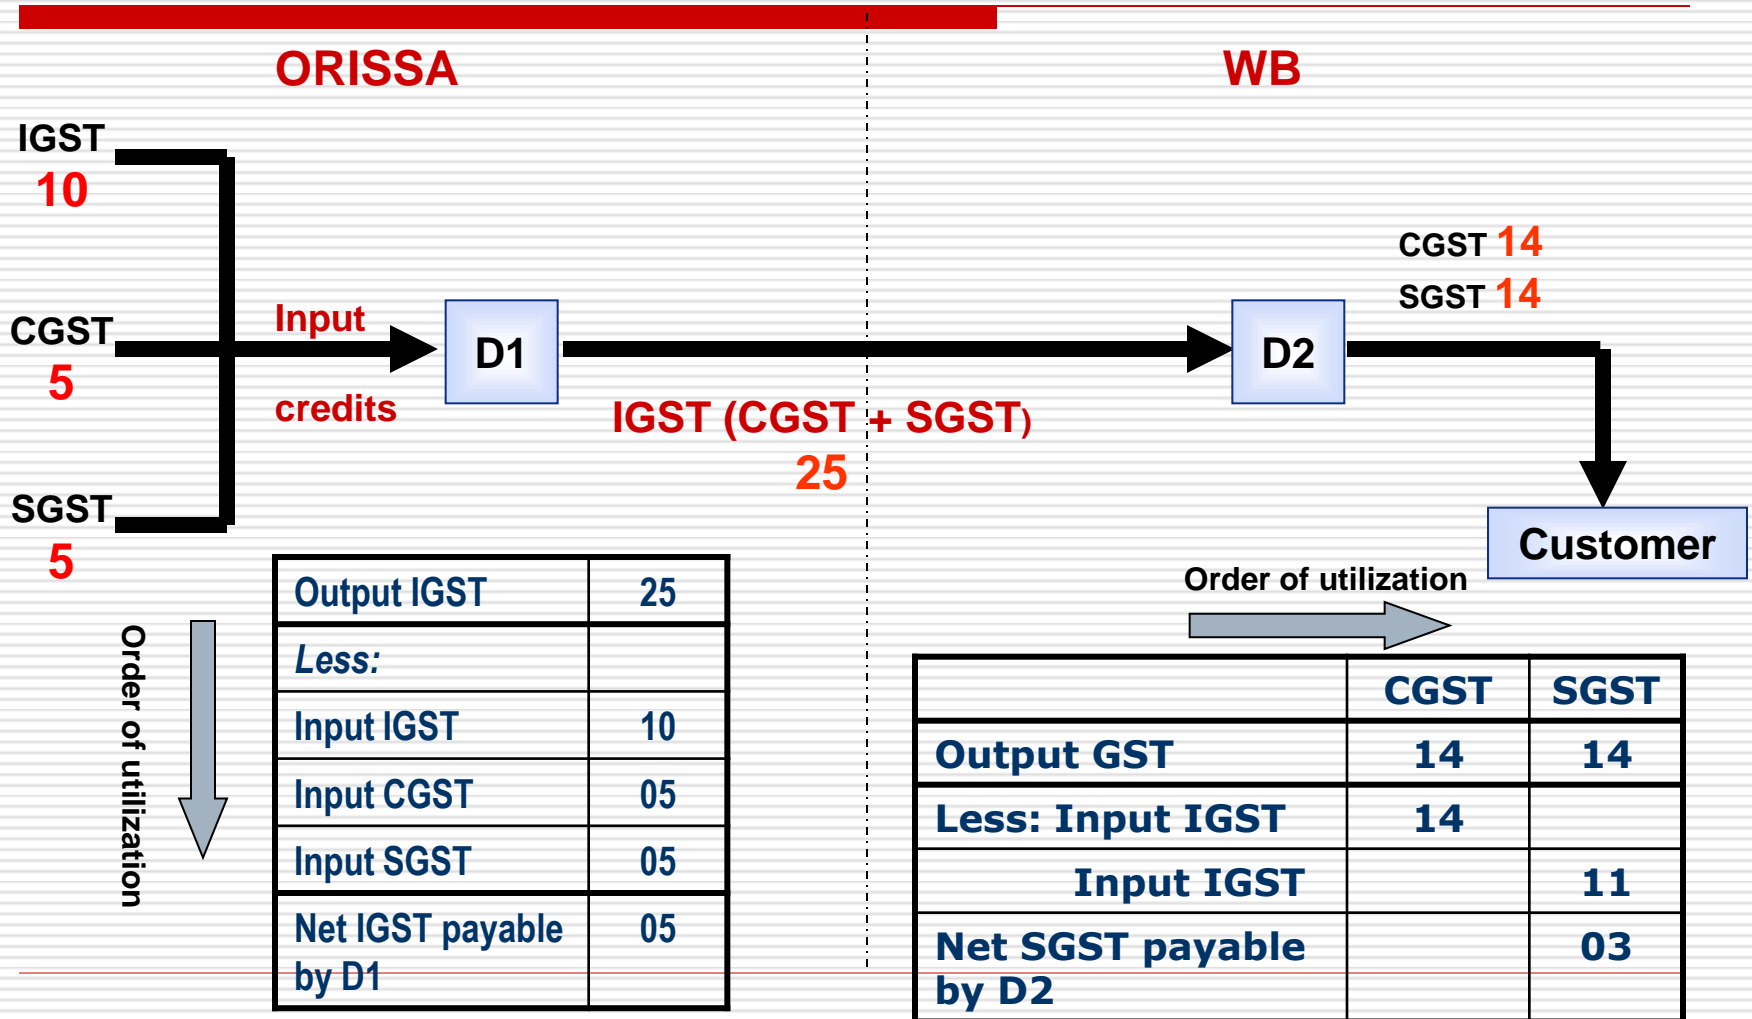 ORISSA
WB
IGST
10
CGST 14
SGST 14
CGST
5
Input
credits
D1
D2
IGST (CGST + SGST)
25
SGST
5
Customer
Order of utilization
Order of utilization
Output IGST 25
Less:
Input IGST 10
Input CGST 05
Input SGST 05
Net IGST payable 05
by D1
CGST SGST
Output GST 14 14
Less: Input IGST 14
Input IGST 11
Net SGST payable 03
by D2